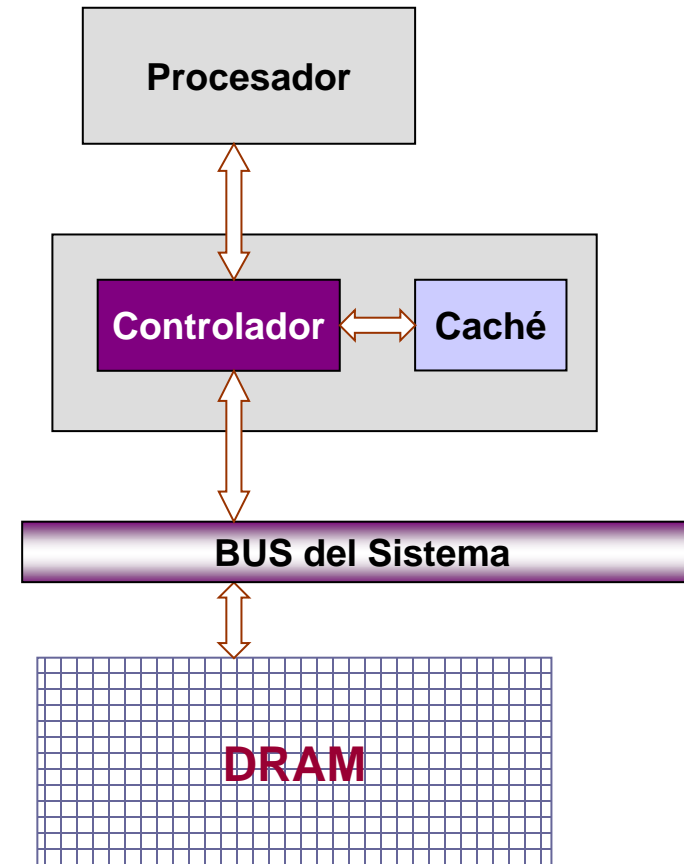 Procesador
Controlador
Caché
BUS del Sistema
DRAM